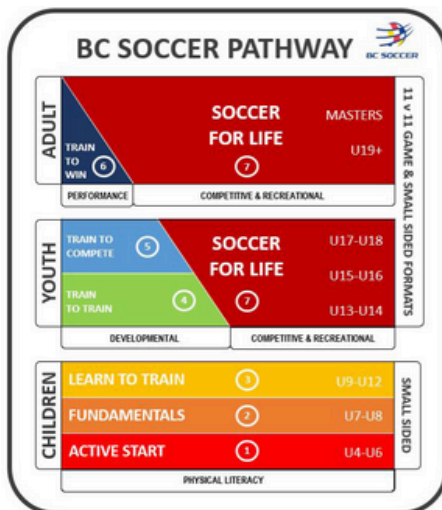 BC SOCCER PATHWAY
BC SOCCER
ADULT
TRAIN
TO
WIN
6
SOCCER
FOR LIFE
7
MASTERS
U19+
PERFORMANCE
COMPETITIVE & RECREATIONAL
11 v 11 GAME & SMALL SIDED FORMATS
YOUTH
TRAIN TO
COMPETE
5
TRAIN
TO TRAIN
4
SOCCER
FOR LIFE
7
U17-U18
U15-U16
U13-U14
DEVELOPMENTAL
COMPETITIVE & RECREATIONAL
CHILDREN
LEARN TO TRAIN 3 U9-U12
FUNDAMENTALS 2 U7-U8
ACTIVE START 1 U4-U6
SMALL SIDED
PHYSICAL LITERACY